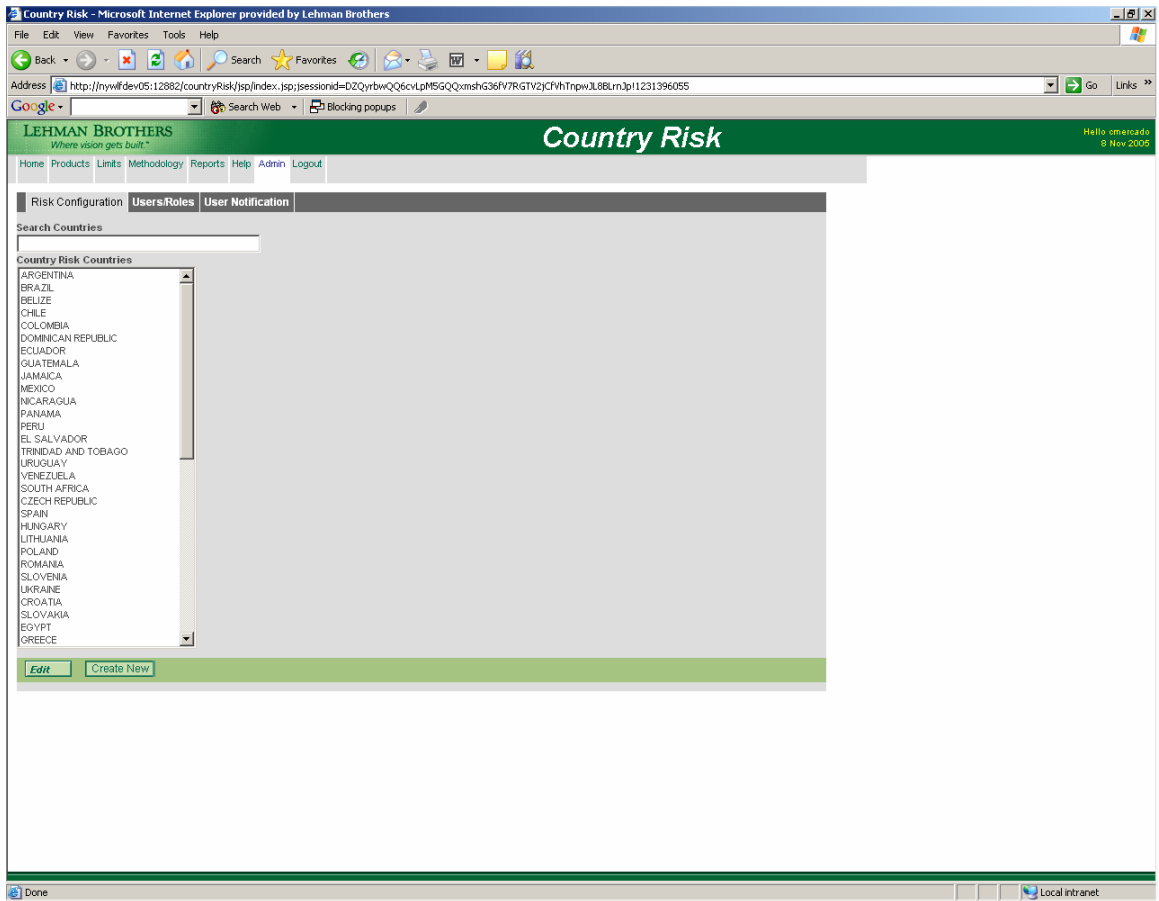 Country Risk - Microsoft Internet Explorer provided by Lehman Brothers
File Edit View Favorites Tools Help
Back Search Favorites
Address http://nywlfdev05:12882/countryRisk/jsp/index.jsp;jsessionid=DZQyrbwQQ6cvLpM5GQQxmshG36fV7RGTV2jCfVhTnpwJL8BLrnJp!1231396055 Go Links »
Google Search Web Blocking popups
LEHMAN BROTHERS
Where vision gets built.™
Country Risk
Hello cmercado
8 Nov 2005
Home Products Limits Methodology Reports Help Admin Logout
Risk Configuration Users/Roles User Notification
Search Countries
Country Risk Countries
ARGENTINA
BRAZIL
BELIZE
CHILE
COLOMBIA
DOMINICAN REPUBLIC
ECUADOR
GUATEMALA
JAMAICA
MEXICO
NICARAGUA
PANAMA
PERU
EL SALVADOR
TRINIDAD AND TOBAGO
URUGUAY
VENEZUELA
SOUTH AFRICA
CZECH REPUBLIC
SPAIN
HUNGARY
LITHUANIA
POLAND
ROMANIA
SLOVENIA
UKRAINE
CROATIA
SLOVAKIA
EGYPT
GREECE
Edit Create New
Done Local intranet